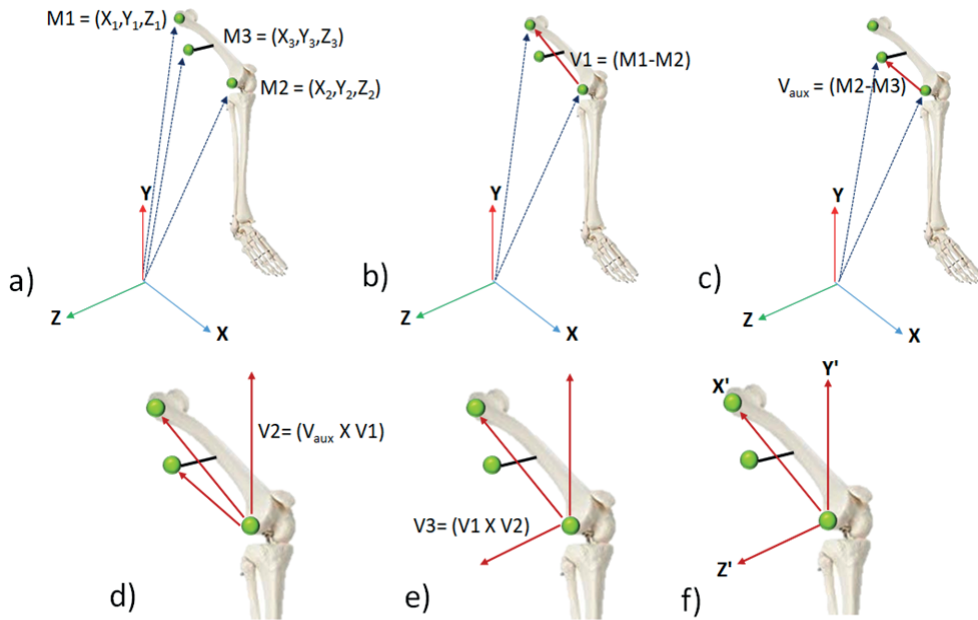 M1 = (X₁,Y₁,Z₁)
M3 = (X₃,Y₃,Z₃)
M2 = (X₂,Y₂,Z₂)
Y
Z
X
a)
V1 = (M1-M2)
Y
Z
X
b)
Vaux = (M2-M3)
Y
Z
X
c)
V2= (Vaux X V1)
d)
V3= (V1 X V2)
e)
X'
Y'
Z'
f)